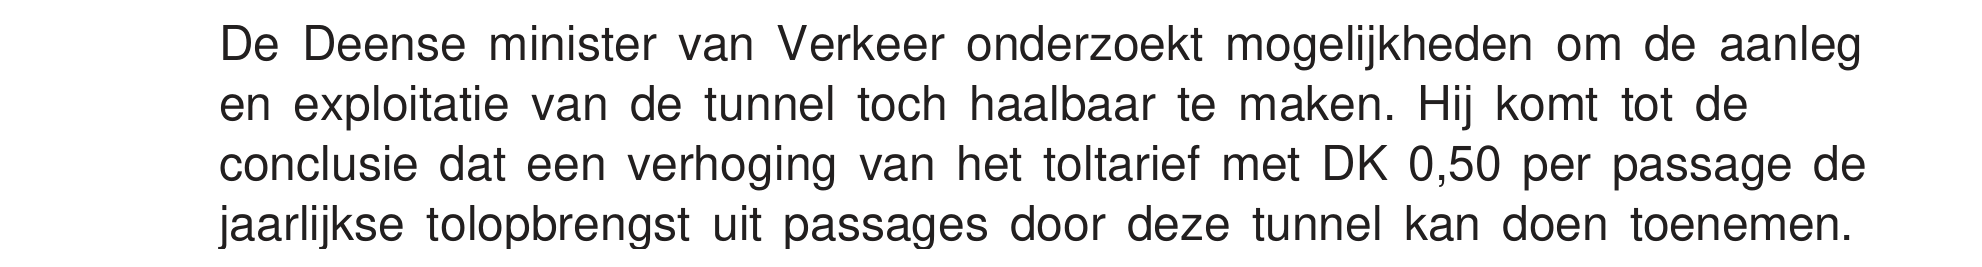 De Deense minister van Verkeer onderzoekt mogelijkheden om de aanleg
en exploitatie van de tunnel toch haalbaar te maken. Hij komt tot de
conclusie dat een verhoging van het toltarief met DK 0,50 per passage de
jaarlijkse tolopbrengst uit passages door deze tunnel kan doen toenemen.